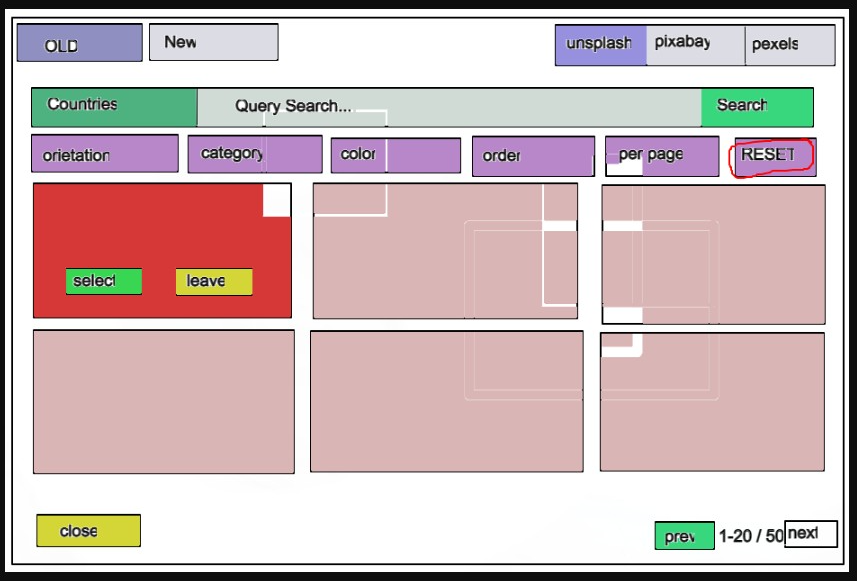 OLD New unsplash pixabay pexels
Countries Query Search... Search
orietation category color order per page RESET
select leave
close prev 1-20 / 50 next